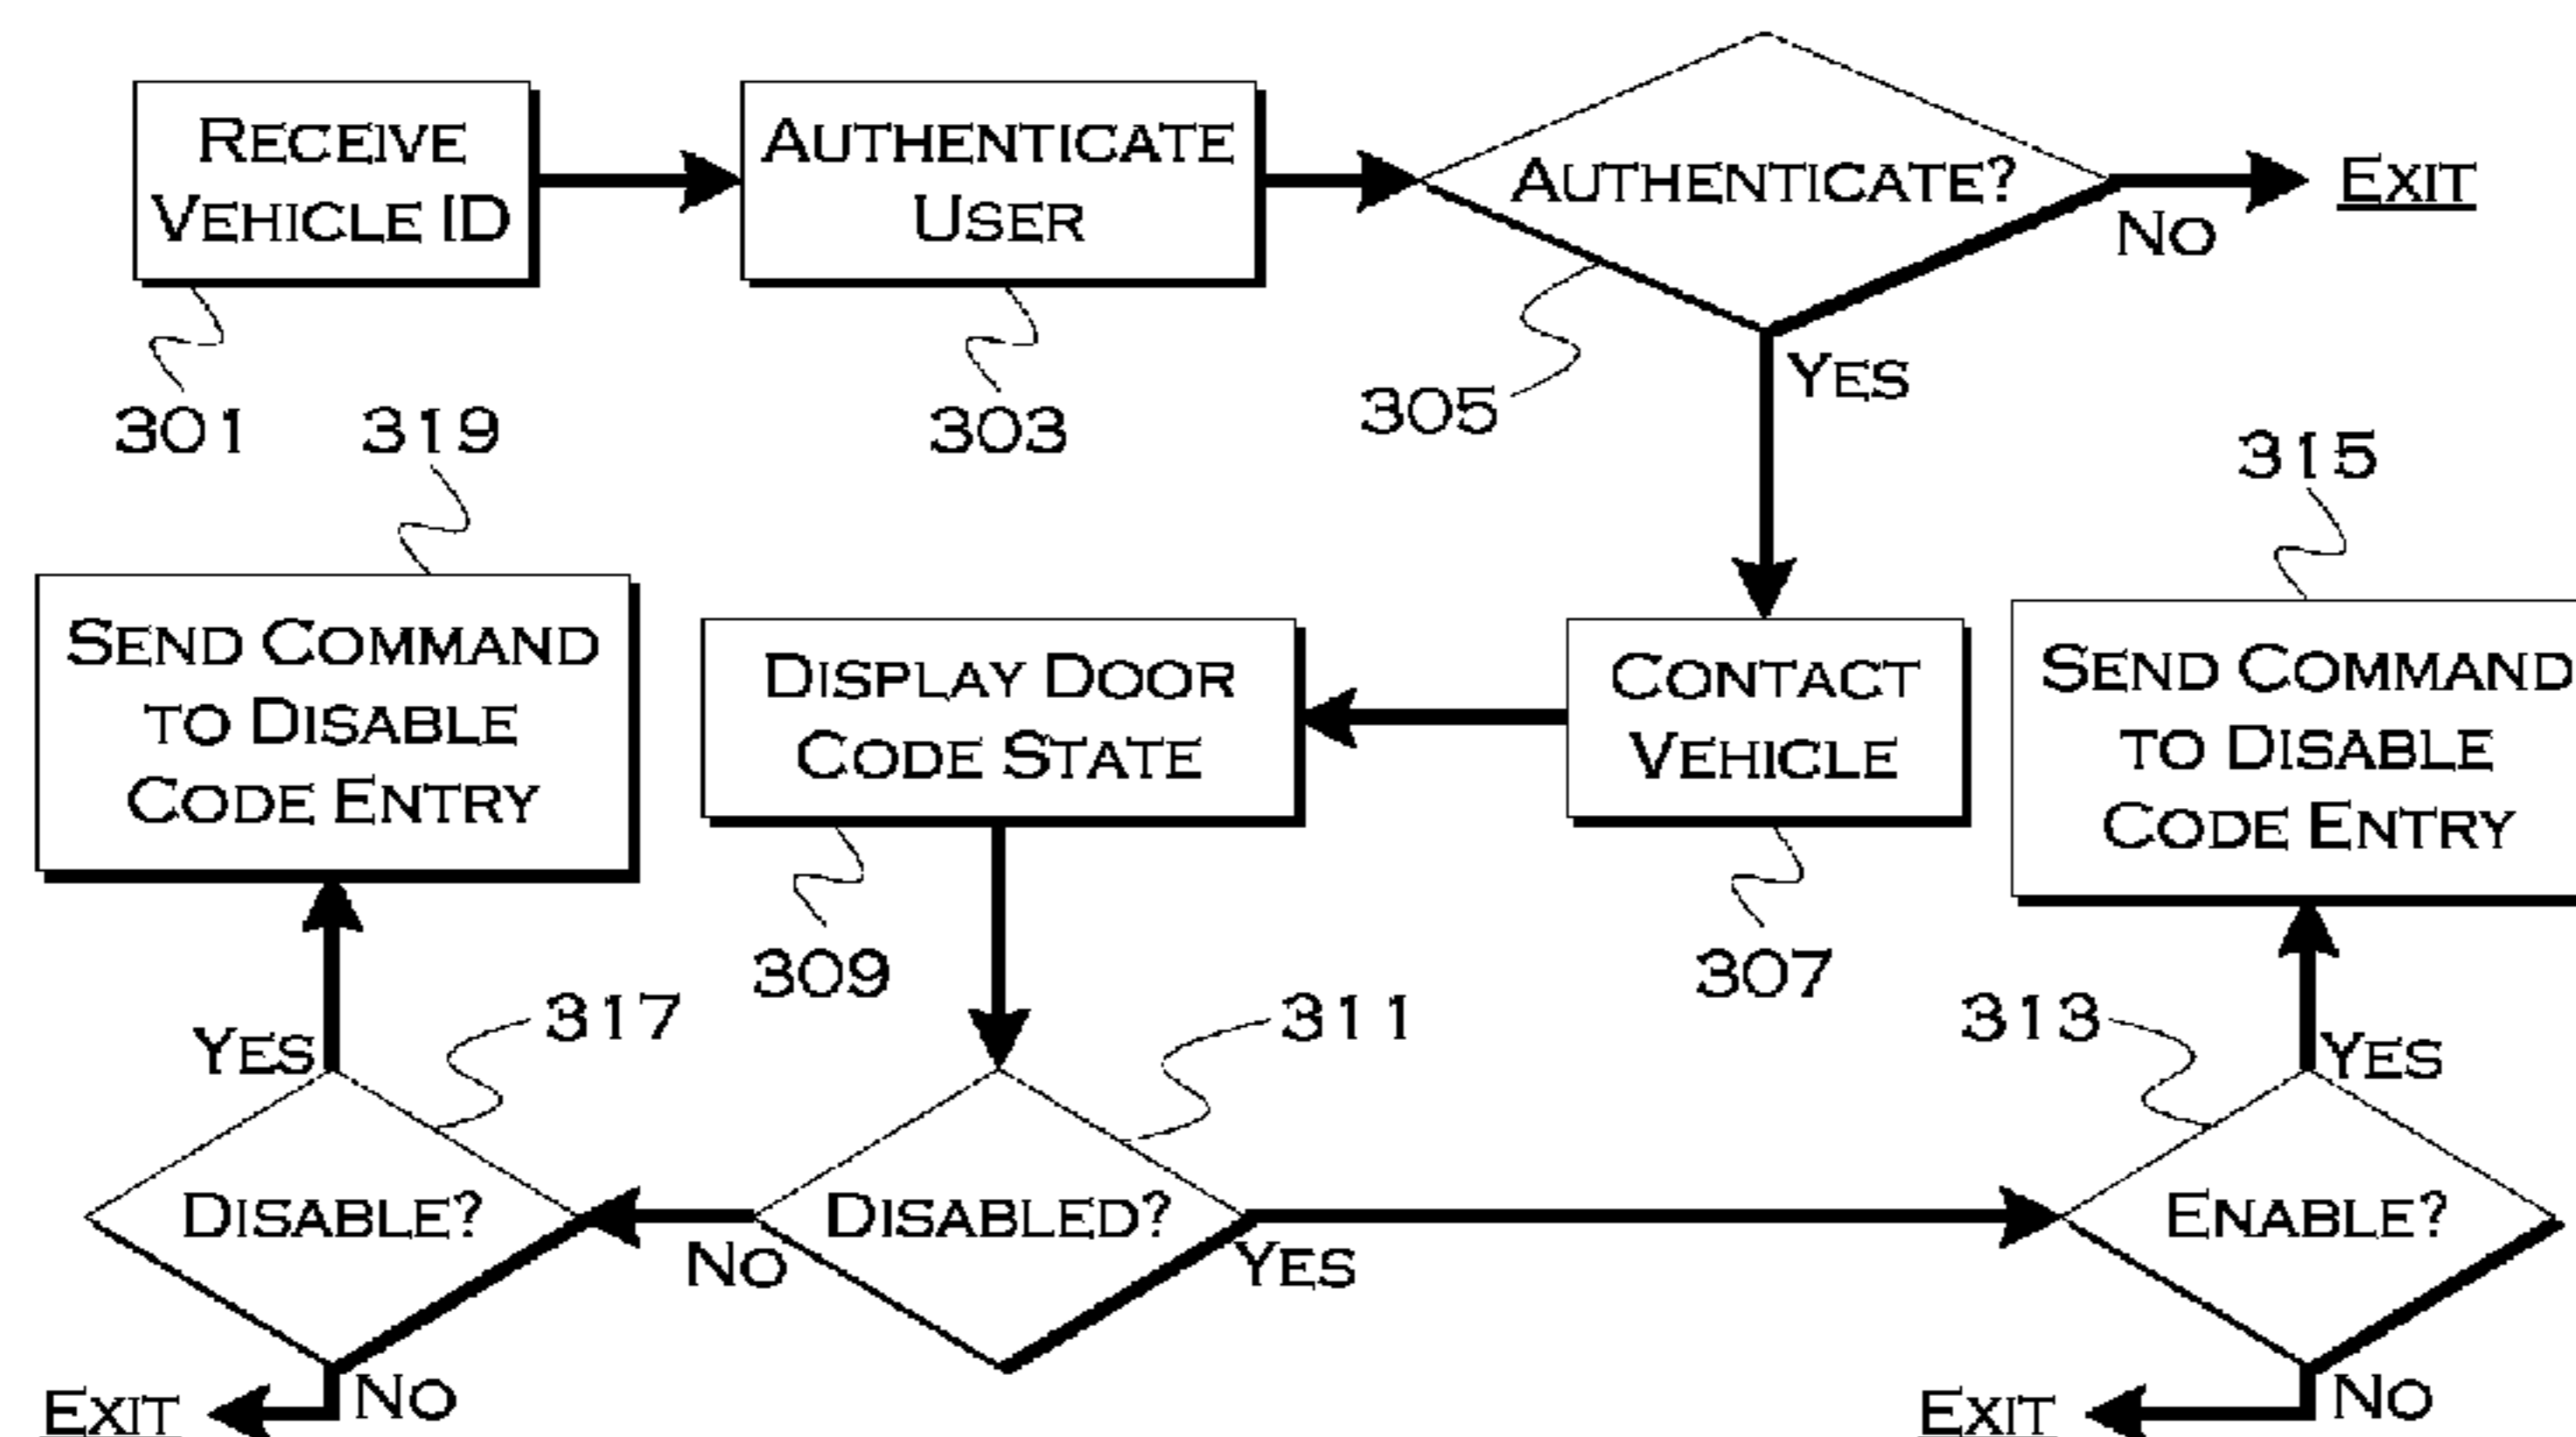 RECEIVE
VEHICLE ID
AUTHENTICATE
USER
AUTHENTICATE?
NO
EXIT
YES
301
303
305
319
315
SEND COMMAND
TO DISABLE
CODE ENTRY
DISPLAY DOOR
CODE STATE
CONTACT
VEHICLE
SEND COMMAND
TO DISABLE
CODE ENTRY
309
307
317
311
313
YES
YES
DISABLE?
DISABLED?
ENABLE?
NO
YES
EXIT
NO
EXIT
NO